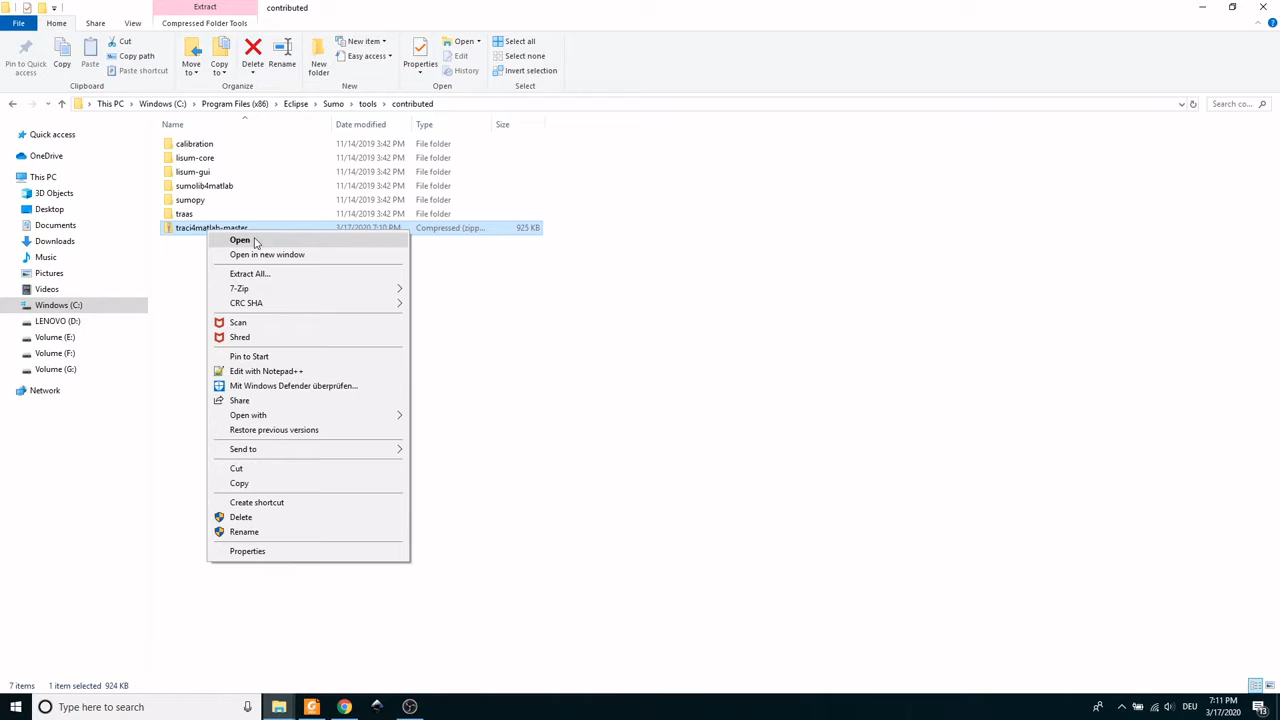 Extract
contributed
File
Home
Share
View
Compressed Folder Tools
Pin to Quick access
Copy
Paste
Cut
Copy path
Paste shortcut
Clipboard
Move to
Copy to
Delete
Rename
Organize
New folder
New item
Easy access
New
Properties
Open
Edit
History
Open
Select all
Select none
Invert selection
Select
This PC
Windows (C:)
Program Files (x86)
Eclipse
Sumo
tools
contributed
Search co...
Name
Date modified
Type
Size
Quick access
OneDrive
This PC
3D Objects
Desktop
Documents
Downloads
Music
Pictures
Videos
Windows (C:)
LENOVO (D:)
Volume (E:)
Volume (F:)
Volume (G:)
Network
calibration 11/14/2019 3:42 PM File folder
lisum-core 11/14/2019 3:42 PM File folder
lisum-gui 11/14/2019 3:42 PM File folder
sumolib4matlab 11/14/2019 3:42 PM File folder
sumopy 11/14/2019 3:42 PM File folder
traas 11/14/2019 3:42 PM File folder
traci4matlab-master 3/17/2020 7:10 PM Compressed (zipp... 925 KB
Open
Open in new window
Extract All...
7-Zip
CRC SHA
Scan
Shred
Pin to Start
Edit with Notepad++
Mit Windows Defender überprüfen...
Share
Open with
Restore previous versions
Send to
Cut
Copy
Create shortcut
Delete
Rename
Properties
7 items 1 item selected 924 KB
Type here to search
DEU
7:11 PM
3/17/2020
13